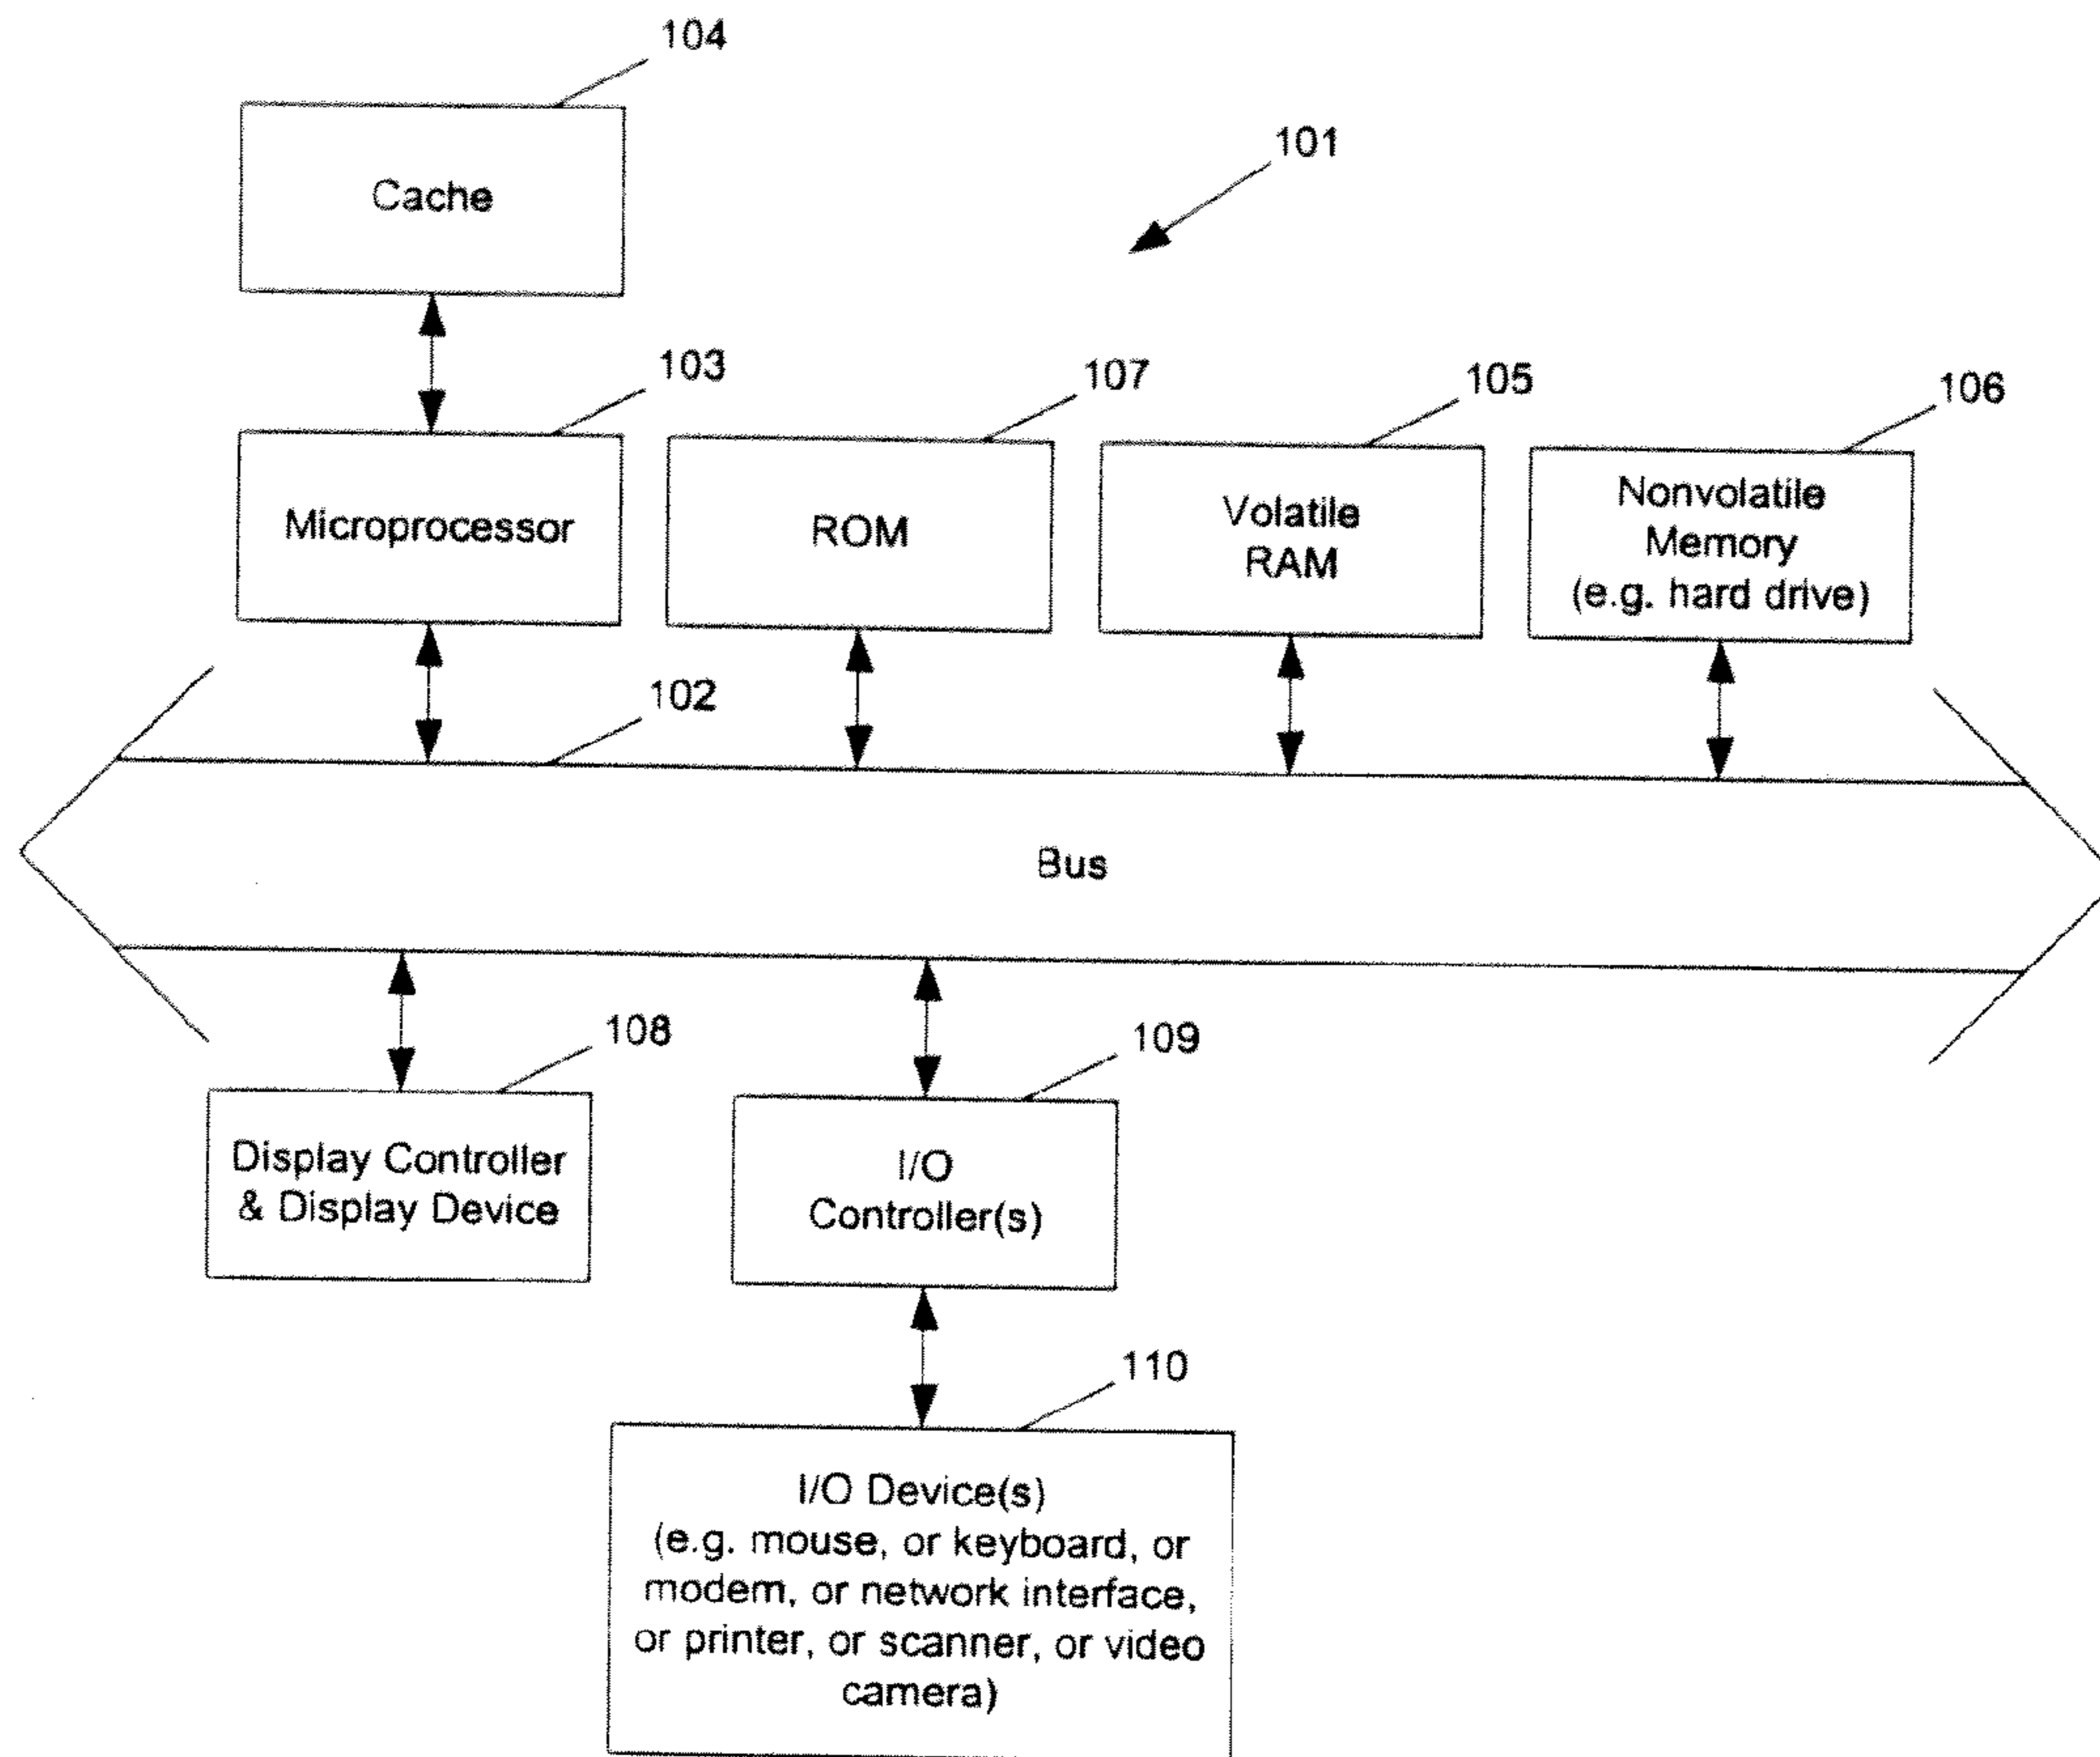 104
101
Cache
103
107
105
106
Microprocessor
ROM
Volatile
RAM
Nonvolatile
Memory
(e.g. hard drive)
102
Bus
108
109
Display Controller
& Display Device
I/O
Controller(s)
110
I/O Device(s)
(e.g. mouse, or keyboard, or
modem, or network interface,
or printer, or scanner, or video
camera)